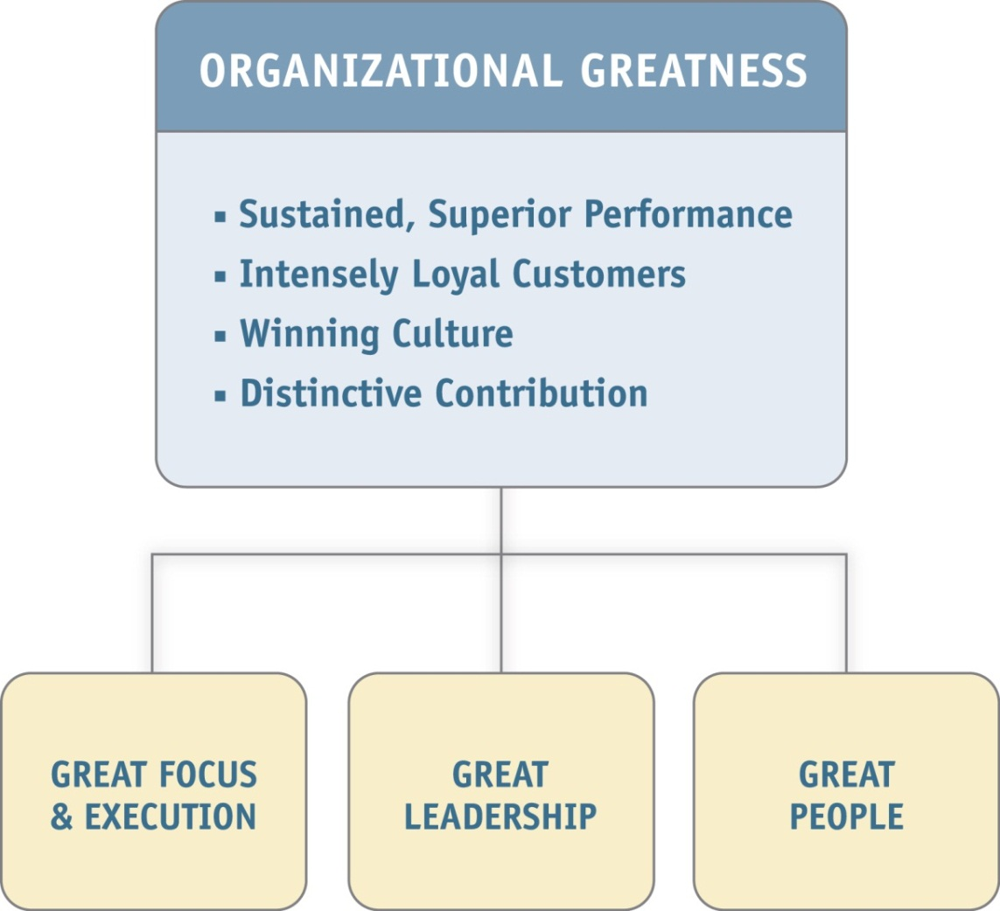 ORGANIZATIONAL GREATNESS
▪ Sustained, Superior Performance
▪ Intensely Loyal Customers
▪ Winning Culture
▪ Distinctive Contribution
GREAT FOCUS
& EXECUTION
GREAT
LEADERSHIP
GREAT
PEOPLE